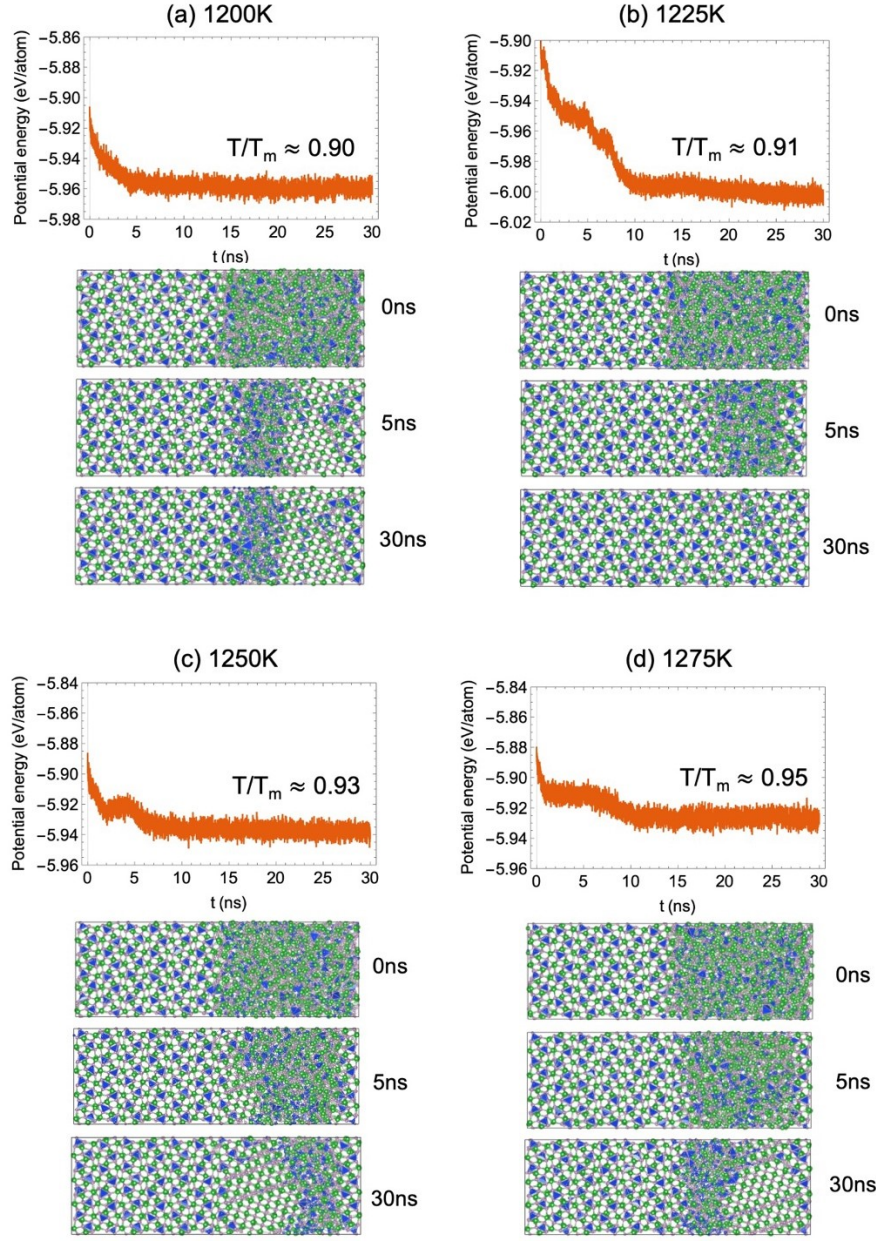 (a) 1200K
Potential energy (eV/atom)
−5.86
−5.88
−5.90
−5.92
−5.94
−5.96
−5.98
T/Tₘ ≈ 0.90
0 5 10 15 20 25 30
t (ns)
0ns
5ns
30ns
(b) 1225K
Potential energy (eV/atom)
−5.90
−5.92
−5.94
−5.96
−5.98
−6.00
−6.02
T/Tₘ ≈ 0.91
0 5 10 15 20 25 30
t (ns)
0ns
5ns
30ns
(c) 1250K
Potential energy (eV/atom)
−5.84
−5.86
−5.88
−5.90
−5.92
−5.94
−5.96
T/Tₘ ≈ 0.93
0 5 10 15 20 25 30
t (ns)
0ns
5ns
30ns
(d) 1275K
Potential energy (eV/atom)
−5.84
−5.86
−5.88
−5.90
−5.92
−5.94
−5.96
T/Tₘ ≈ 0.95
0 5 10 15 20 25 30
t (ns)
0ns
5ns
30ns